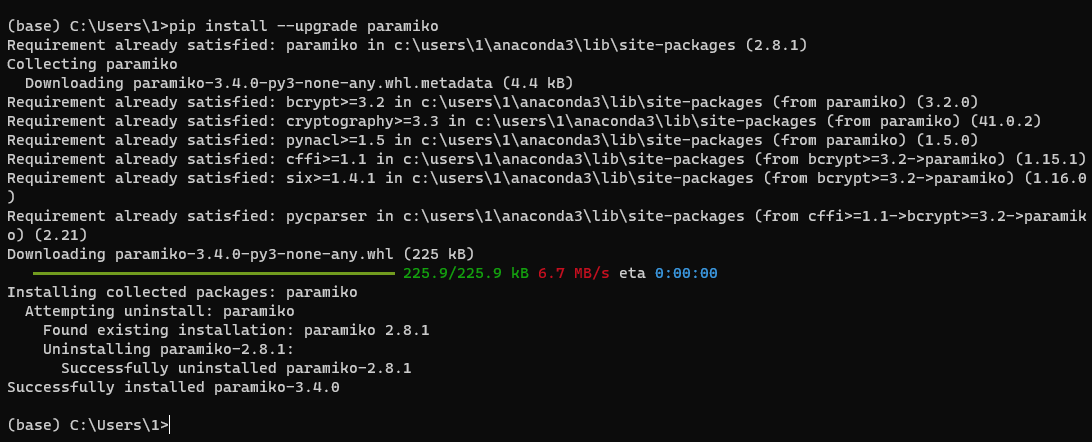 (base) C:\Users\1>pip install --upgrade paramiko
Requirement already satisfied: paramiko in c:\users\1\anaconda3\lib\site-packages (2.8.1)
Collecting paramiko
  Downloading paramiko-3.4.0-py3-none-any.whl.metadata (4.4 kB)
Requirement already satisfied: bcrypt>=3.2 in c:\users\1\anaconda3\lib\site-packages (from paramiko) (3.2.0)
Requirement already satisfied: cryptography>=3.3 in c:\users\1\anaconda3\lib\site-packages (from paramiko) (41.0.2)
Requirement already satisfied: pynacl>=1.5 in c:\users\1\anaconda3\lib\site-packages (from paramiko) (1.5.0)
Requirement already satisfied: cffi>=1.1 in c:\users\1\anaconda3\lib\site-packages (from bcrypt>=3.2->paramiko) (1.15.1)
Requirement already satisfied: six>=1.4.1 in c:\users\1\anaconda3\lib\site-packages (from bcrypt>=3.2->paramiko) (1.16.0
)
Requirement already satisfied: pycparser in c:\users\1\anaconda3\lib\site-packages (from cffi>=1.1->bcrypt>=3.2->paramik
o) (2.21)
Downloading paramiko-3.4.0-py3-none-any.whl (225 kB)
225.9/225.9 kB 6.7 MB/s eta 0:00:00
Installing collected packages: paramiko
  Attempting uninstall: paramiko
    Found existing installation: paramiko 2.8.1
    Uninstalling paramiko-2.8.1:
      Successfully uninstalled paramiko-2.8.1
Successfully installed paramiko-3.4.0
(base) C:\Users\1>